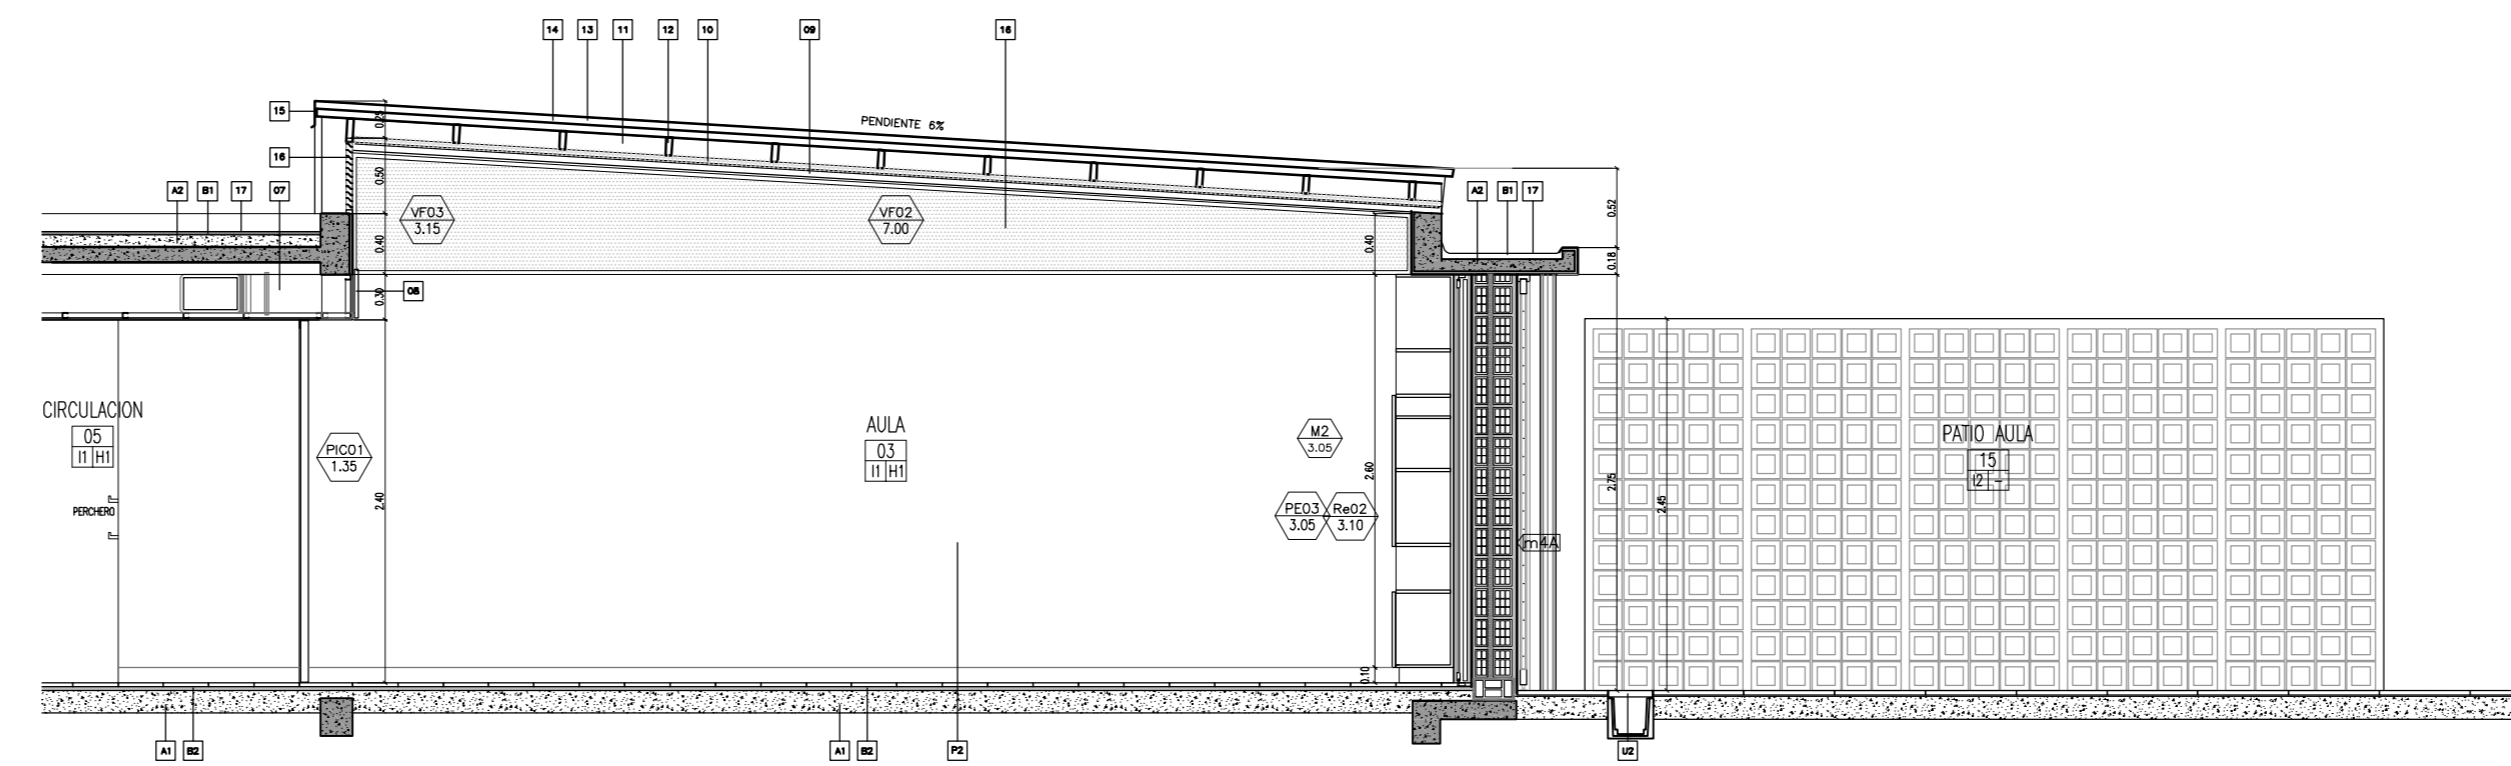 14 13 11 12 10 09 16
15
PENDIENTE 6%
0.25
16
0.50
A2 B1 17 07
A2 B1 17
VF03
3.15
VF02
7.00
0.52
0.40
0.40
0.18
0.30
08
CIRCULACION
05
I1 H1
PIC01
1.35
AULA
03
I1 H1
M2
3.05
PATIO AULA
15
I2 -
2.60
2.75
2.45
2.40
PERCHERO
PE03
3.05
Re02
3.10
m4A
0.10
A1 B2
A1 B2
P2
U2